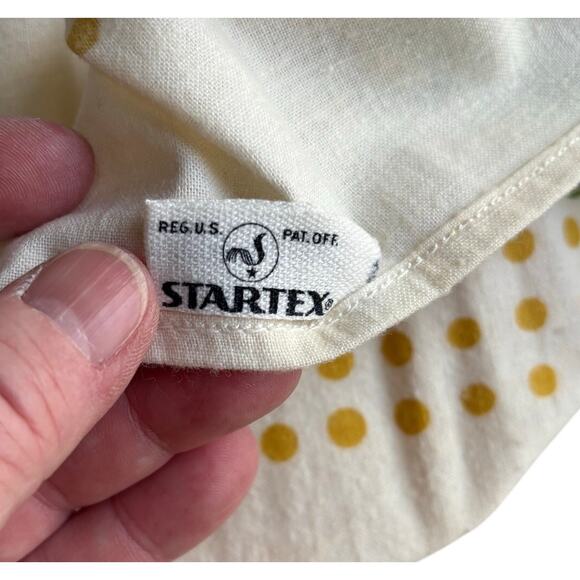 REG. U.S. PAT. OFF.
STARTEX®